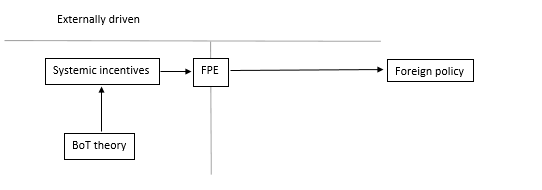 Externally driven
Systemic incentives
FPE
Foreign policy
BoT theory